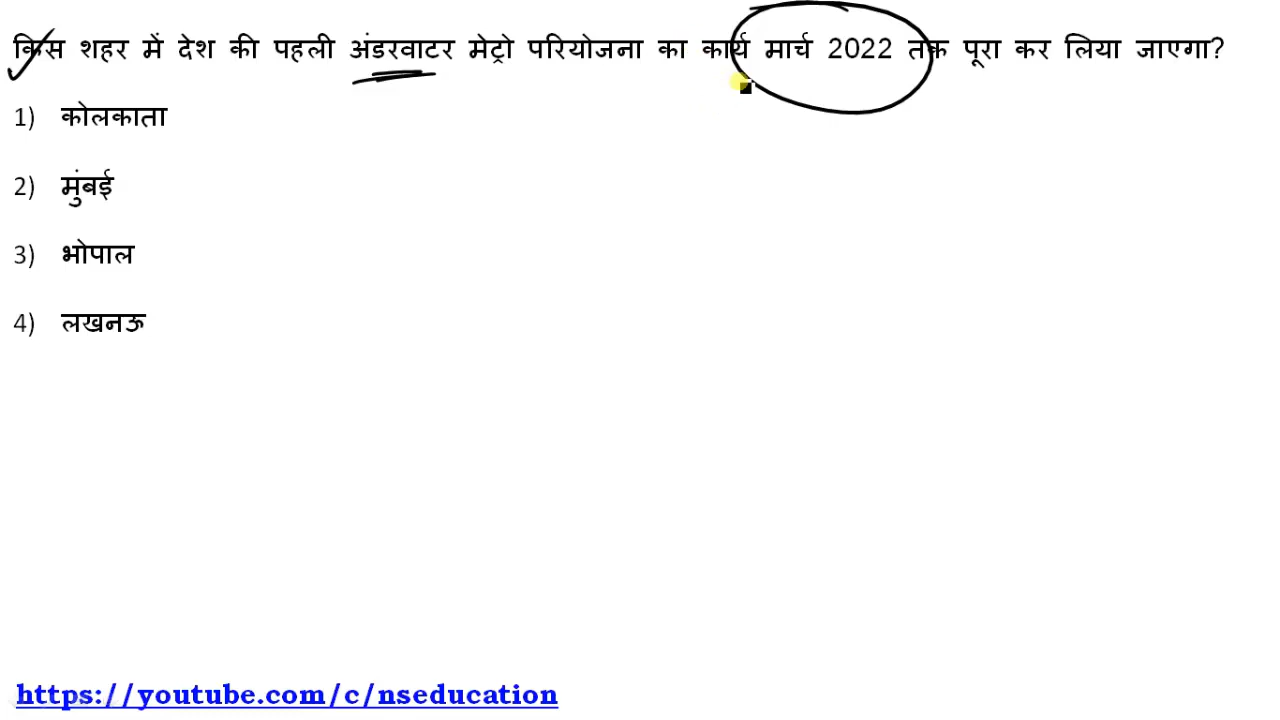 किस शहर में देश की पहली अंडरवाटर मेट्रो परियोजना का कार्य मार्च 2022 तक पूरा कर लिया जाएगा?
1) कोलकाता
2) मुंबई
3) भोपाल
4) लखनऊ
https://youtube.com/c/nseducation